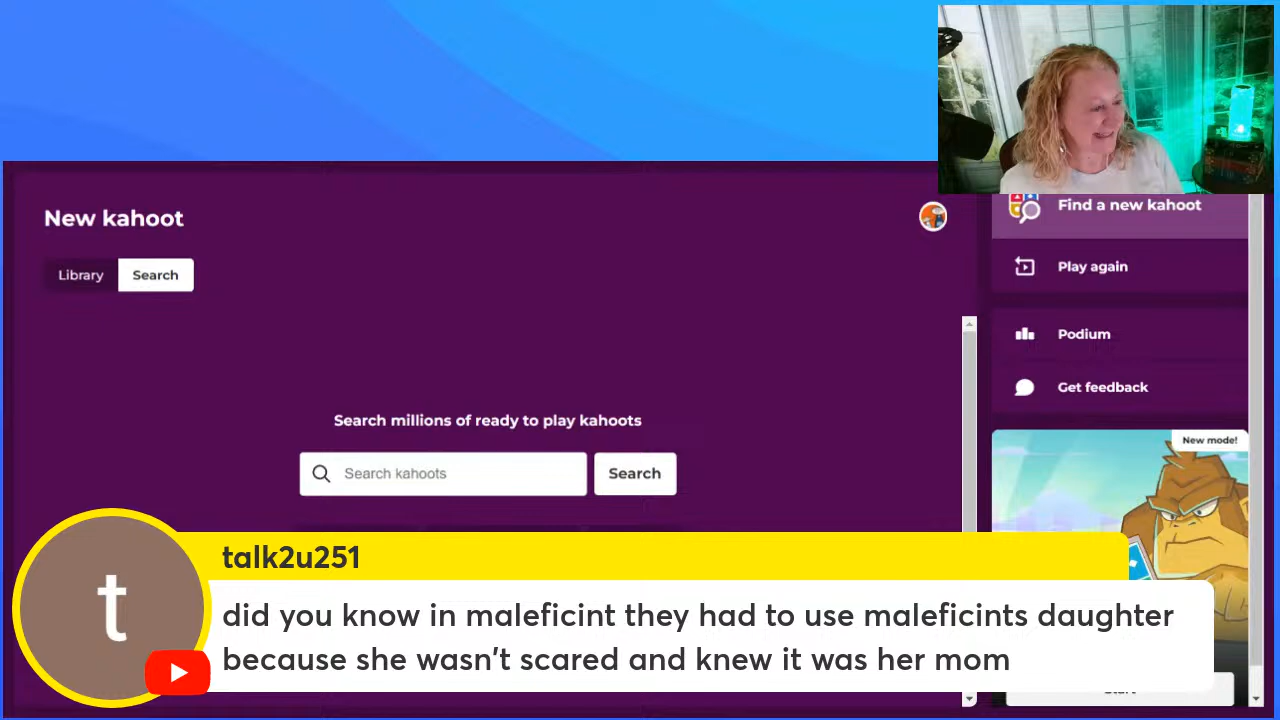 New kahoot
Library
Search
Find a new kahoot
Play again
Podium
Get feedback
Search millions of ready to play kahoots
Search kahoots
Search
New mode!
t
talk2u251
did you know in maleficint they had to use maleficints daughter
because she wasn't scared and knew it was her mom